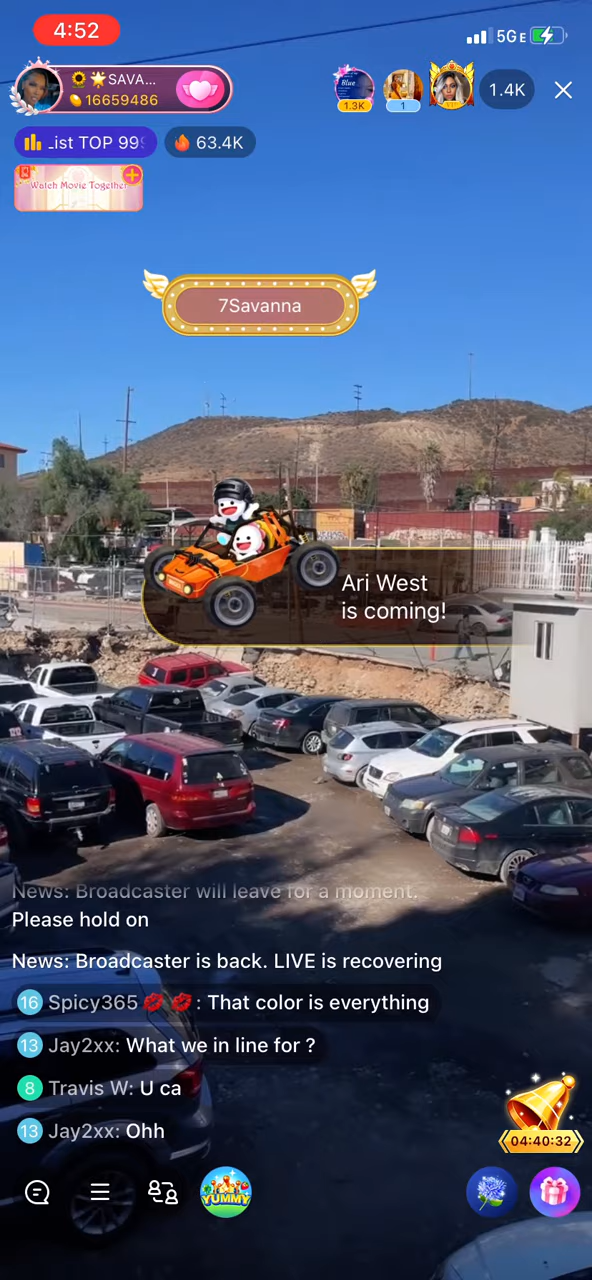 4:52
5G E
SAVA...
16659486
Blue
1.3K
1
1.4K
List TOP 999
63.4K
Watch Movie Together
7Savanna
Ari West
is coming!
News: Broadcaster will leave for a moment.
Please hold on
News: Broadcaster is back. LIVE is recovering
16 Spicy365 💋 💋 : That color is everything
13 Jay2xx: What we in line for ?
8 Travis W: U ca
13 Jay2xx: Ohh
04:40:32
YUMMY